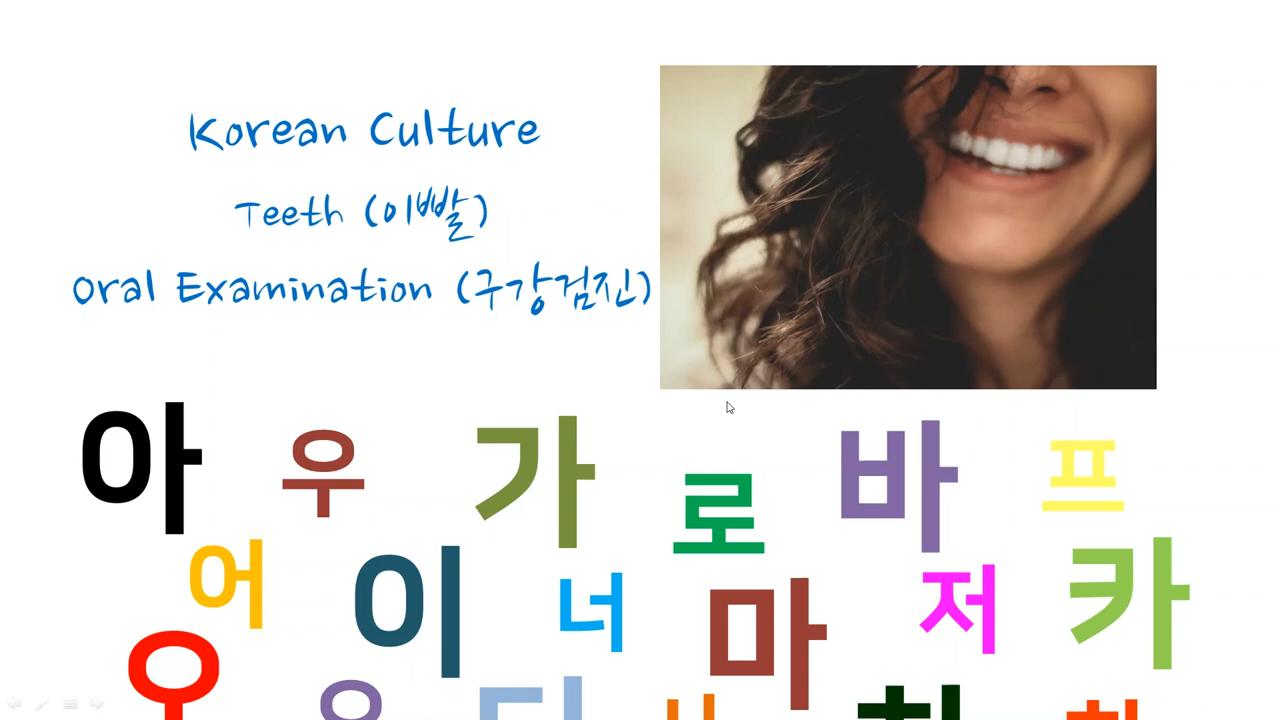 Korean Culture
Teeth (이빨)
Oral Examination (구강검진)
아 우 가 로 바 프
어 이 너 마 저 카
오